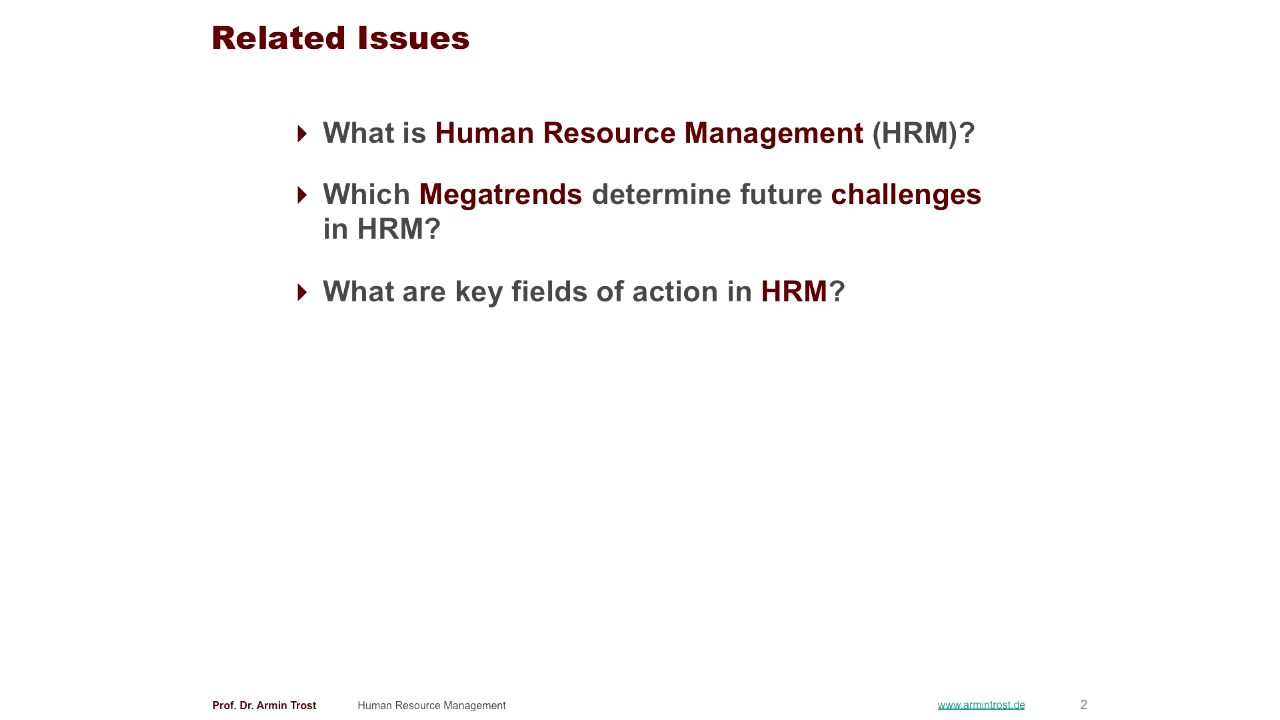 Related Issues
What is Human Resource Management (HRM)?
Which Megatrends determine future challenges
in HRM?
What are key fields of action in HRM?
Prof. Dr. Armin Trost Human Resource Management www.armintrost.de 2